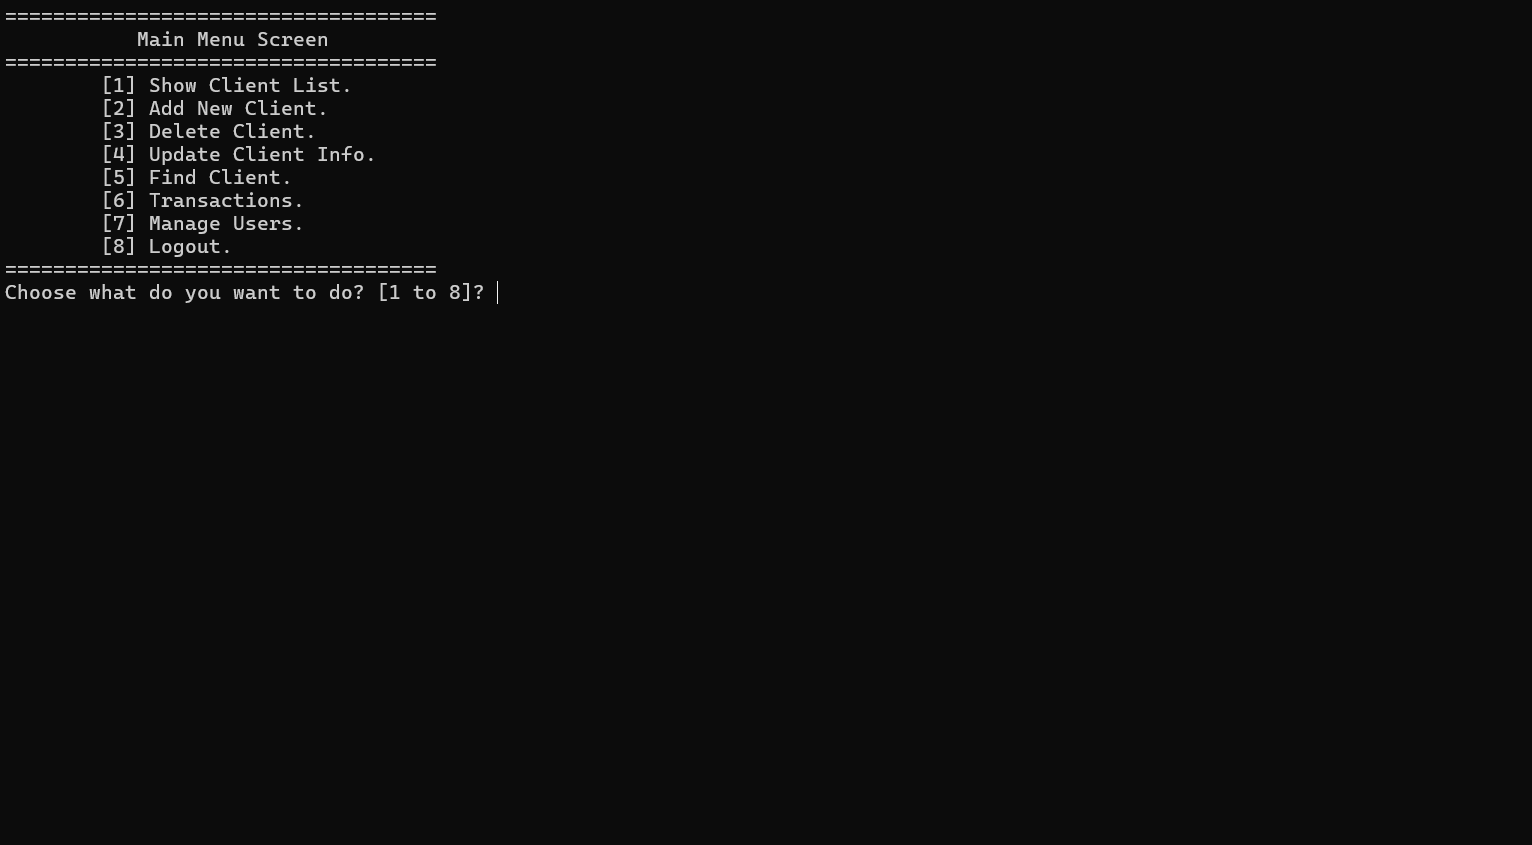 ====================================
Main Menu Screen
====================================
[1] Show Client List.
[2] Add New Client.
[3] Delete Client.
[4] Update Client Info.
[5] Find Client.
[6] Transactions.
[7] Manage Users.
[8] Logout.
====================================
Choose what do you want to do? [1 to 8]?